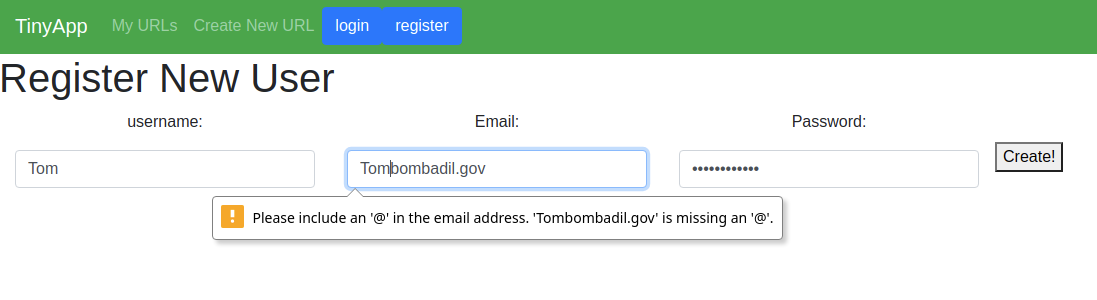 TinyApp My URLs Create New URL login register
Register New User
username: Email: Password:
Tom Tombombadil.gov •••••••••••• Create!
Please include an '@' in the email address. 'Tombombadil.gov' is missing an '@'.